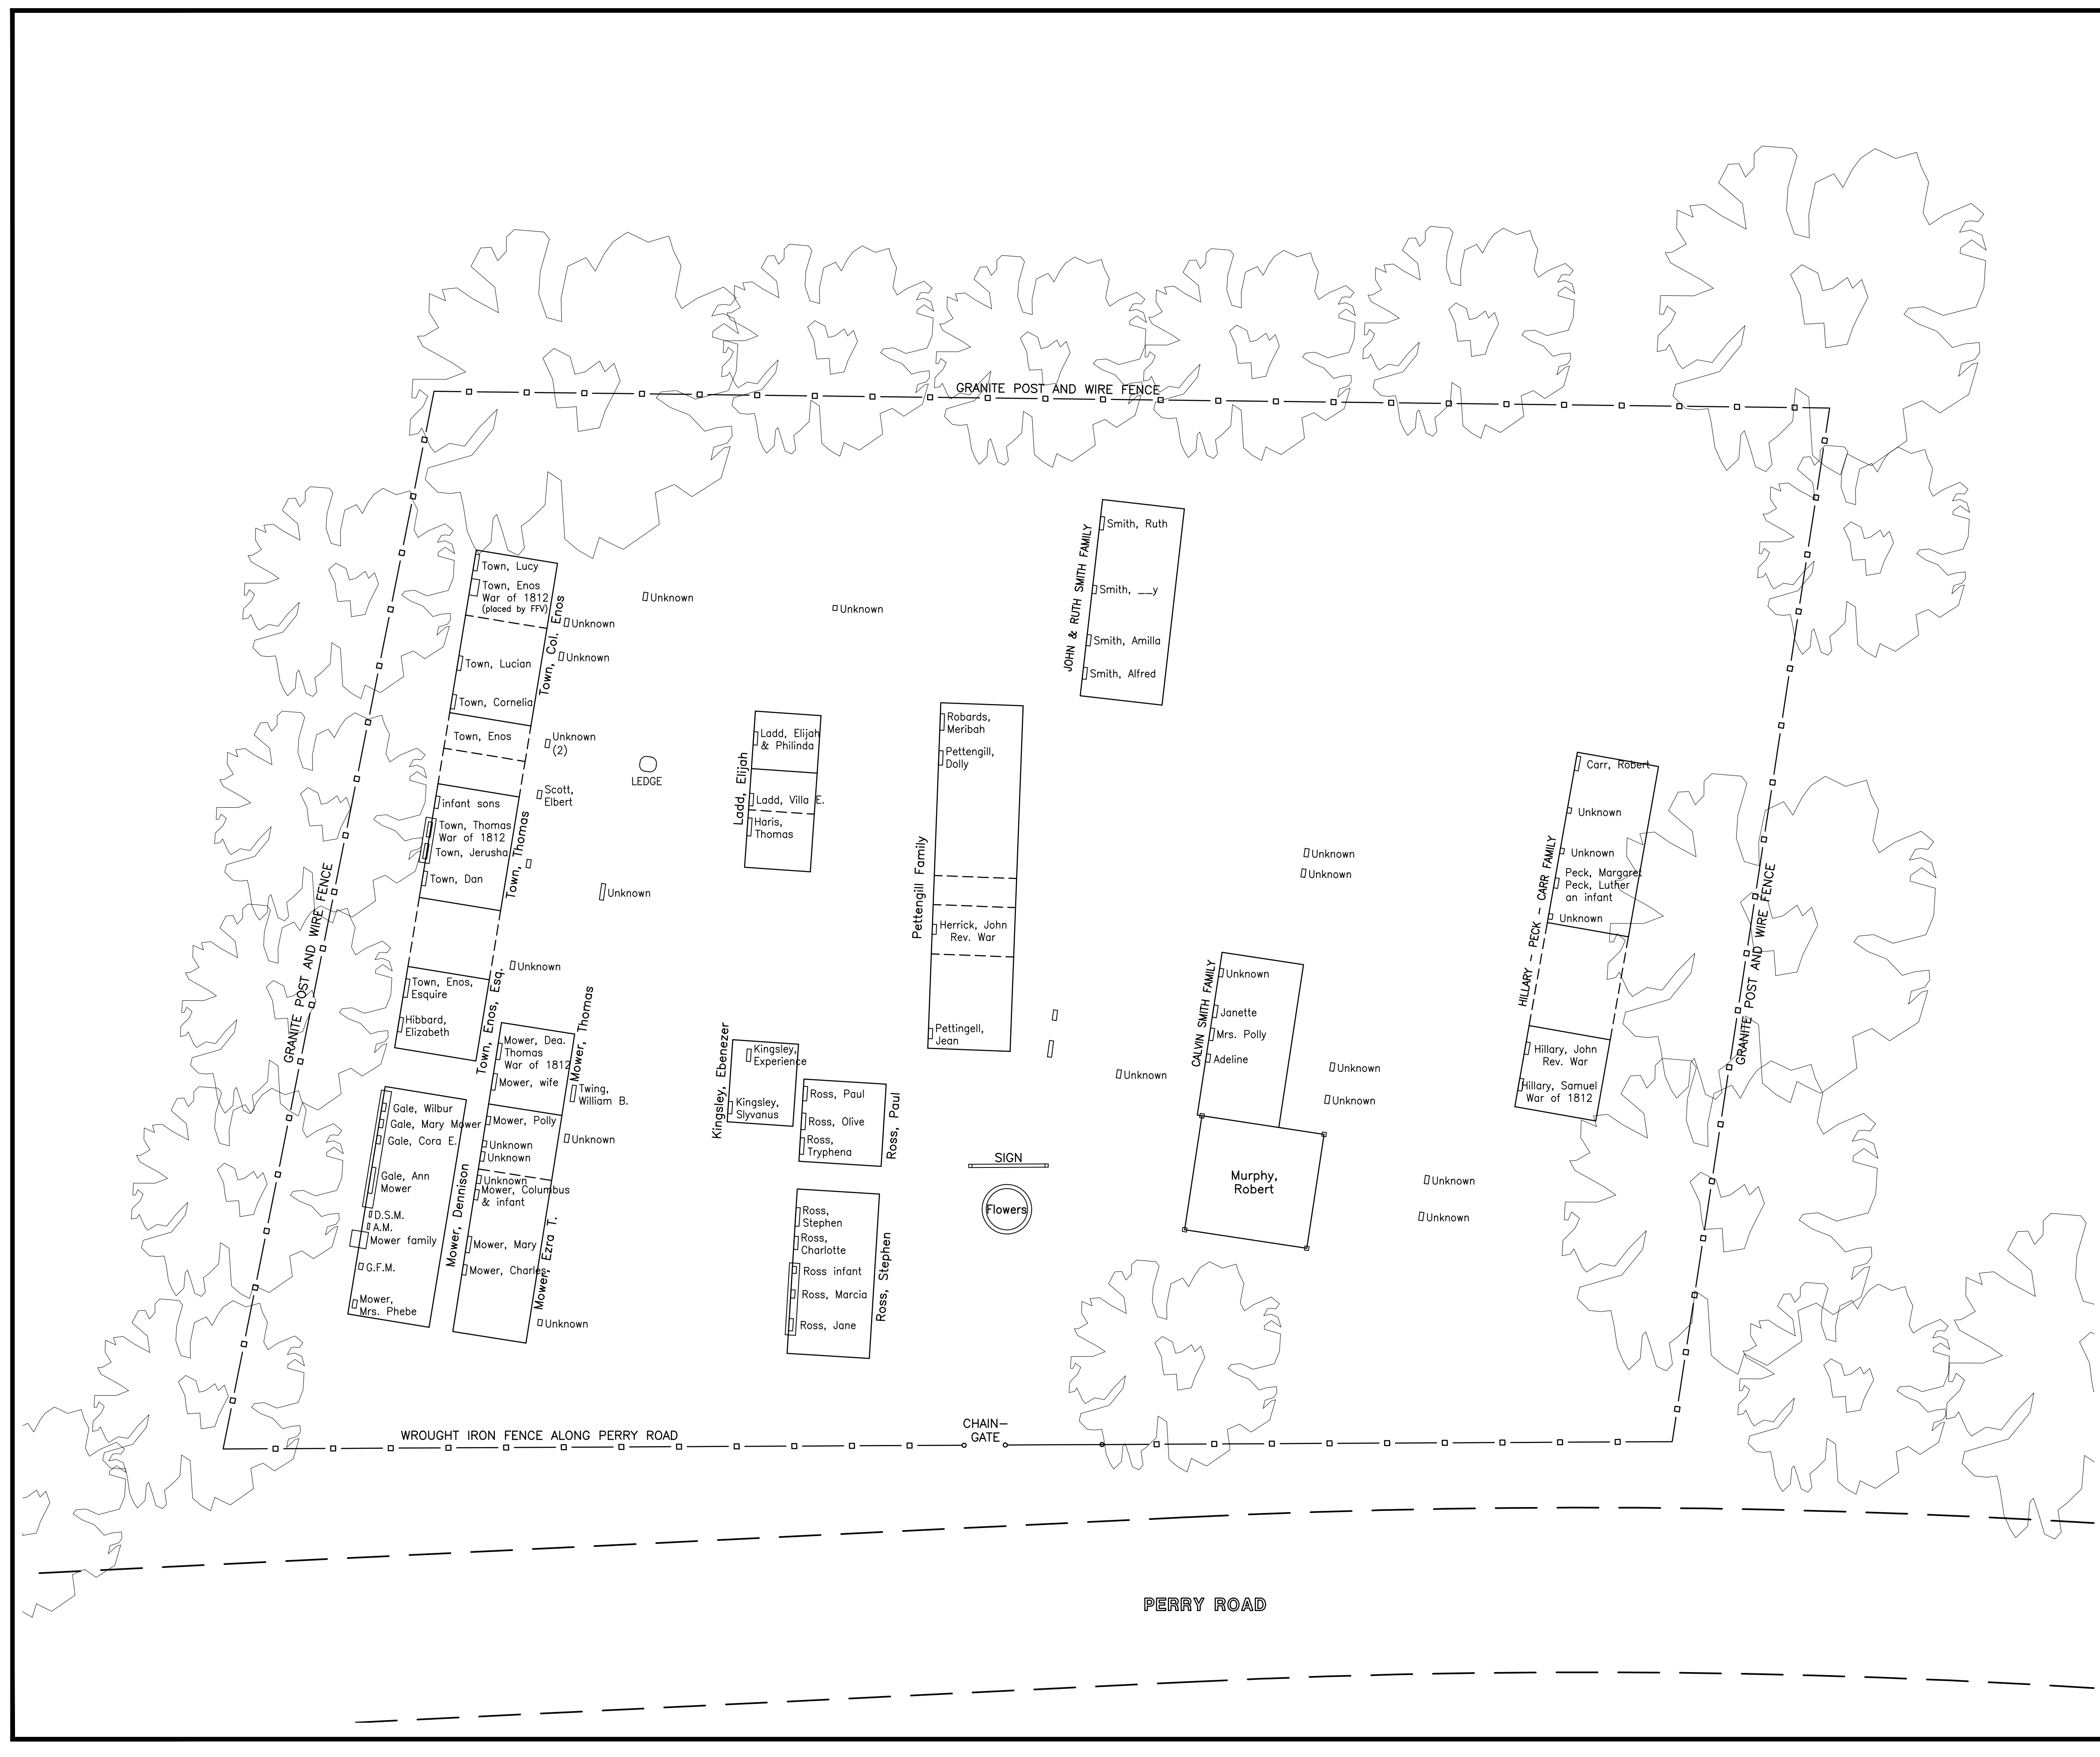 GRANITE POST AND WIRE FENCE
GRANITE POST AND WIRE FENCE
Town, Lucy
Town, Enos
War of 1812
(placed by FFV)
Town, Lucian
Town, Cornelia
Town, Col. Enos
Town, Enos
infant sons
Town, Thomas
War of 1812
Town, Jerusha
Town, Dan
Town, Thomas
Town, Enos,
Esquire
Hibbard,
Elizabeth
Town, Enos, Esq.
Unknown
Unknown
Unknown
Unknown
(2)
Scott,
Elbert
LEDGE
Unknown
Unknown
Unknown
Mower, Dea.
Thomas
War of 1812
Mower, wife
Mower, Thomas
Twing,
William B.
Unknown
Mower, Polly
Unknown
Unknown
Unknown
Mower, Columbus
& infant
Mower, Mary
Mower, Charles
Mower, Ezra T.
Unknown
Gale, Wilbur
Gale, Mary Mower
Gale, Cora E.
Gale, Ann
Mower
D.S.M.
A.M.
Mower family
G.F.M.
Mower,
Mrs. Phebe
Mower, Dennison
Ladd, Elijah
Ladd, Elijah
& Philinda
Ladd, Villa E.
Haris,
Thomas
Pettengill Family
Robards,
Meribah
Pettengill,
Dolly
Herrick, John
Rev. War
Pettingell,
Jean
Kingsley, Ebenezer
Kingsley,
Experience
Kingsley,
Slyvanus
Ross, Paul
Ross, Olive
Ross,
Tryphena
Ross, Paul
Ross,
Stephen
Ross,
Charlotte
Ross infant
Ross, Marcia
Ross, Jane
Ross, Stephen
SIGN
Flowers
JOHN & RUTH SMITH FAMILY
Smith, Ruth
Smith, __y
Smith, Amilla
Smith, Alfred
Unknown
Unknown
Unknown
CALVIN SMITH FAMILY
Unknown
Janette
Mrs. Polly
Adeline
Murphy,
Robert
Unknown
Unknown
Unknown
Unknown
HILLARY - PECK - CARR FAMILY
Carr, Robert
Unknown
Unknown
Peck, Margaret
Peck, Luther
an infant
Unknown
Hillary, John
Rev. War
Hillary, Samuel
War of 1812
GRANITE POST AND WIRE FENCE
WROUGHT IRON FENCE ALONG PERRY ROAD
CHAIN-
GATE
PERRY ROAD